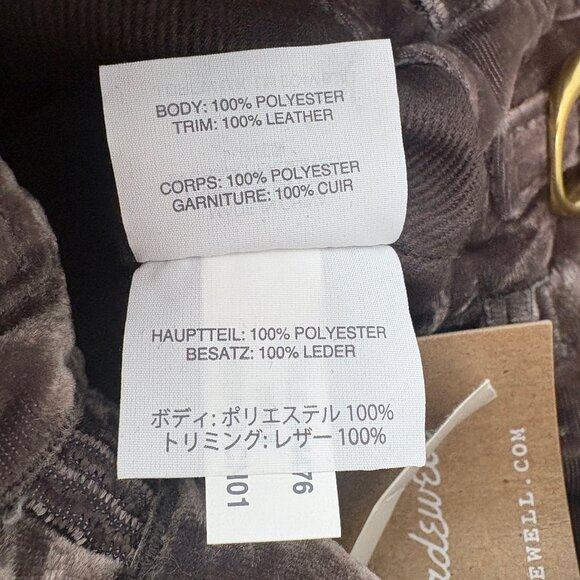 BODY: 100% POLYESTER
TRIM: 100% LEATHER
CORPS: 100% POLYESTER
GARNITURE: 100% CUIR
HAUPTTEIL: 100% POLYESTER
BESATZ: 100% LEDER
ボディ: ポリエステル 100%
トリミング: レザー 100%
76